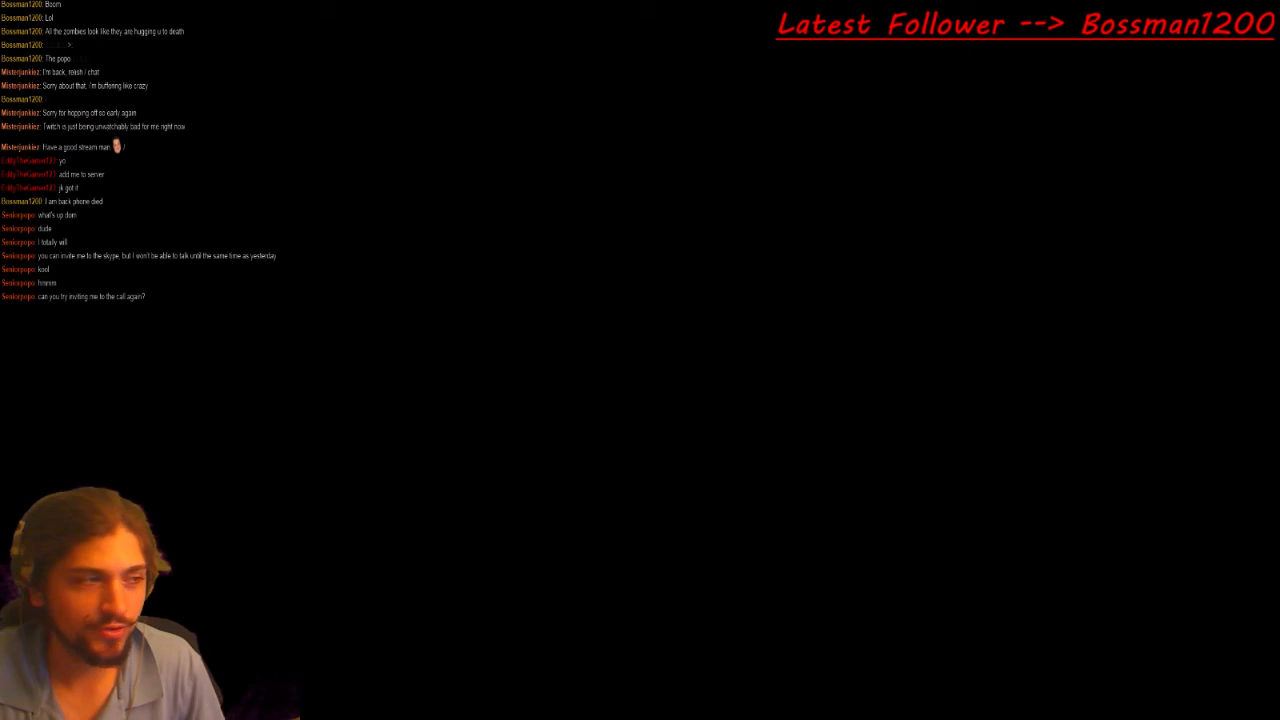 Bossman1200: Boom
Latest Follower --> Bossman1200
Bossman1200: Lol
Bossman1200: All the zombies look like they are hugging u to death
Bossman1200: >:
Bossman1200: The popo
Misterjunkiez: I'm back, relish / chat
Misterjunkiez: Sorry about that, i'm buffering like crazy
Bossman1200:
Misterjunkiez: Sorry for hopping off so early again
Misterjunkiez: Twitch is just being unwatchably bad for me right now
Misterjunkiez: Have a good stream man /
yo
add me to server
jk got it
Bossman1200: I am back phone died
Seniorpopo: what's up dom
Seniorpopo: dude
Seniorpopo: I totally will
Seniorpopo: you can invite me to the skype, but I won't be able to talk until the same time as yesterday
Seniorpopo: kool
Seniorpopo: hmmm
Seniorpopo: can you try inviting me to the call again?